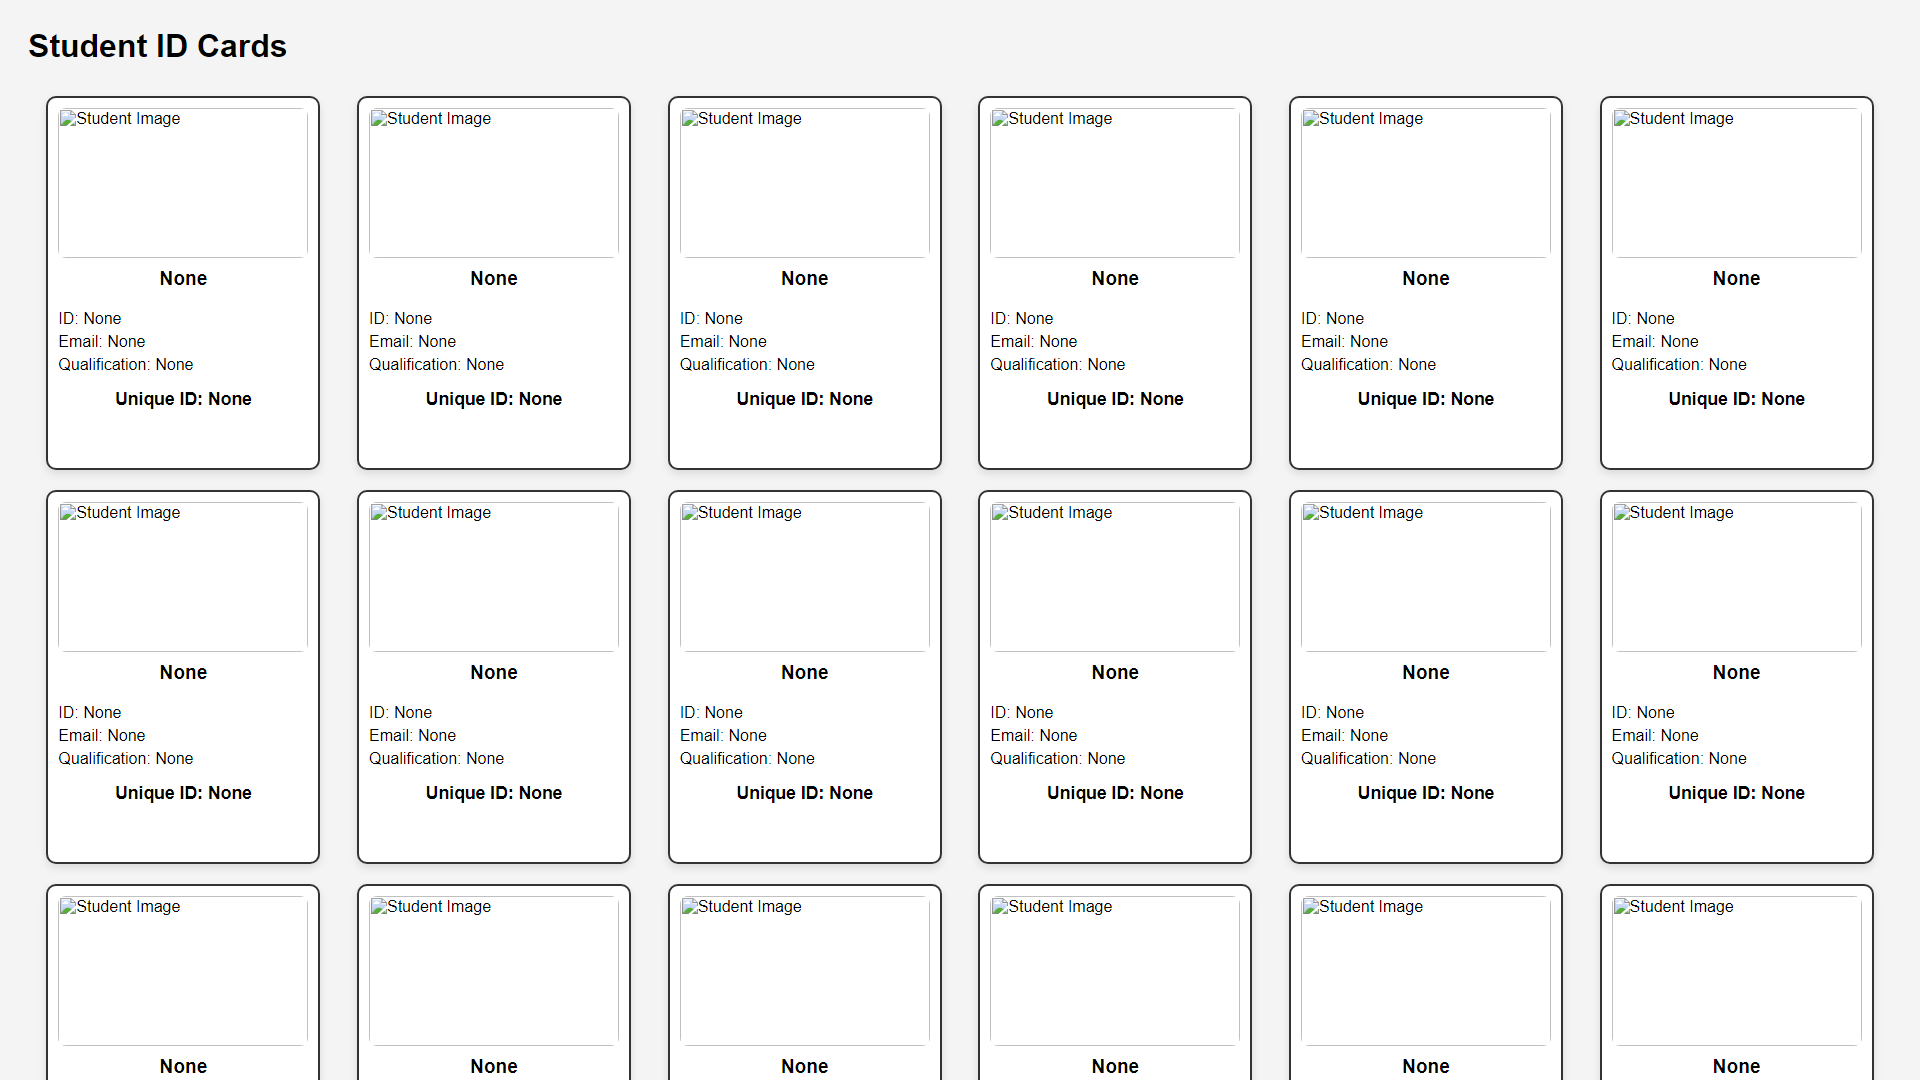 Student ID Cards
Student Image Student Image Student Image Student Image Student Image Student Image
None None None None None None
ID: None ID: None ID: None ID: None ID: None ID: None
Email: None Email: None Email: None Email: None Email: None Email: None
Qualification: None Qualification: None Qualification: None Qualification: None Qualification: None Qualification: None
Unique ID: None Unique ID: None Unique ID: None Unique ID: None Unique ID: None Unique ID: None
Student Image Student Image Student Image Student Image Student Image Student Image
None None None None None None
ID: None ID: None ID: None ID: None ID: None ID: None
Email: None Email: None Email: None Email: None Email: None Email: None
Qualification: None Qualification: None Qualification: None Qualification: None Qualification: None Qualification: None
Unique ID: None Unique ID: None Unique ID: None Unique ID: None Unique ID: None Unique ID: None
Student Image Student Image Student Image Student Image Student Image Student Image
None None None None None None